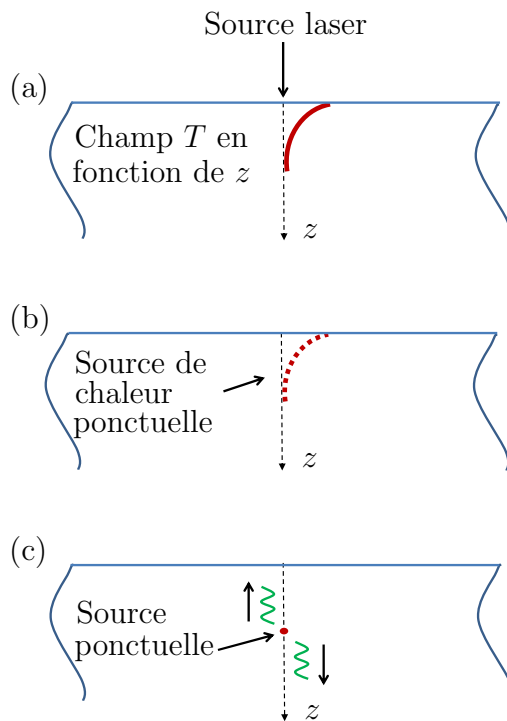 Source laser
(a)
Champ T en
fonction de z
z
(b)
Source de
chaleur
ponctuelle
z
(c)
Source
ponctuelle
z